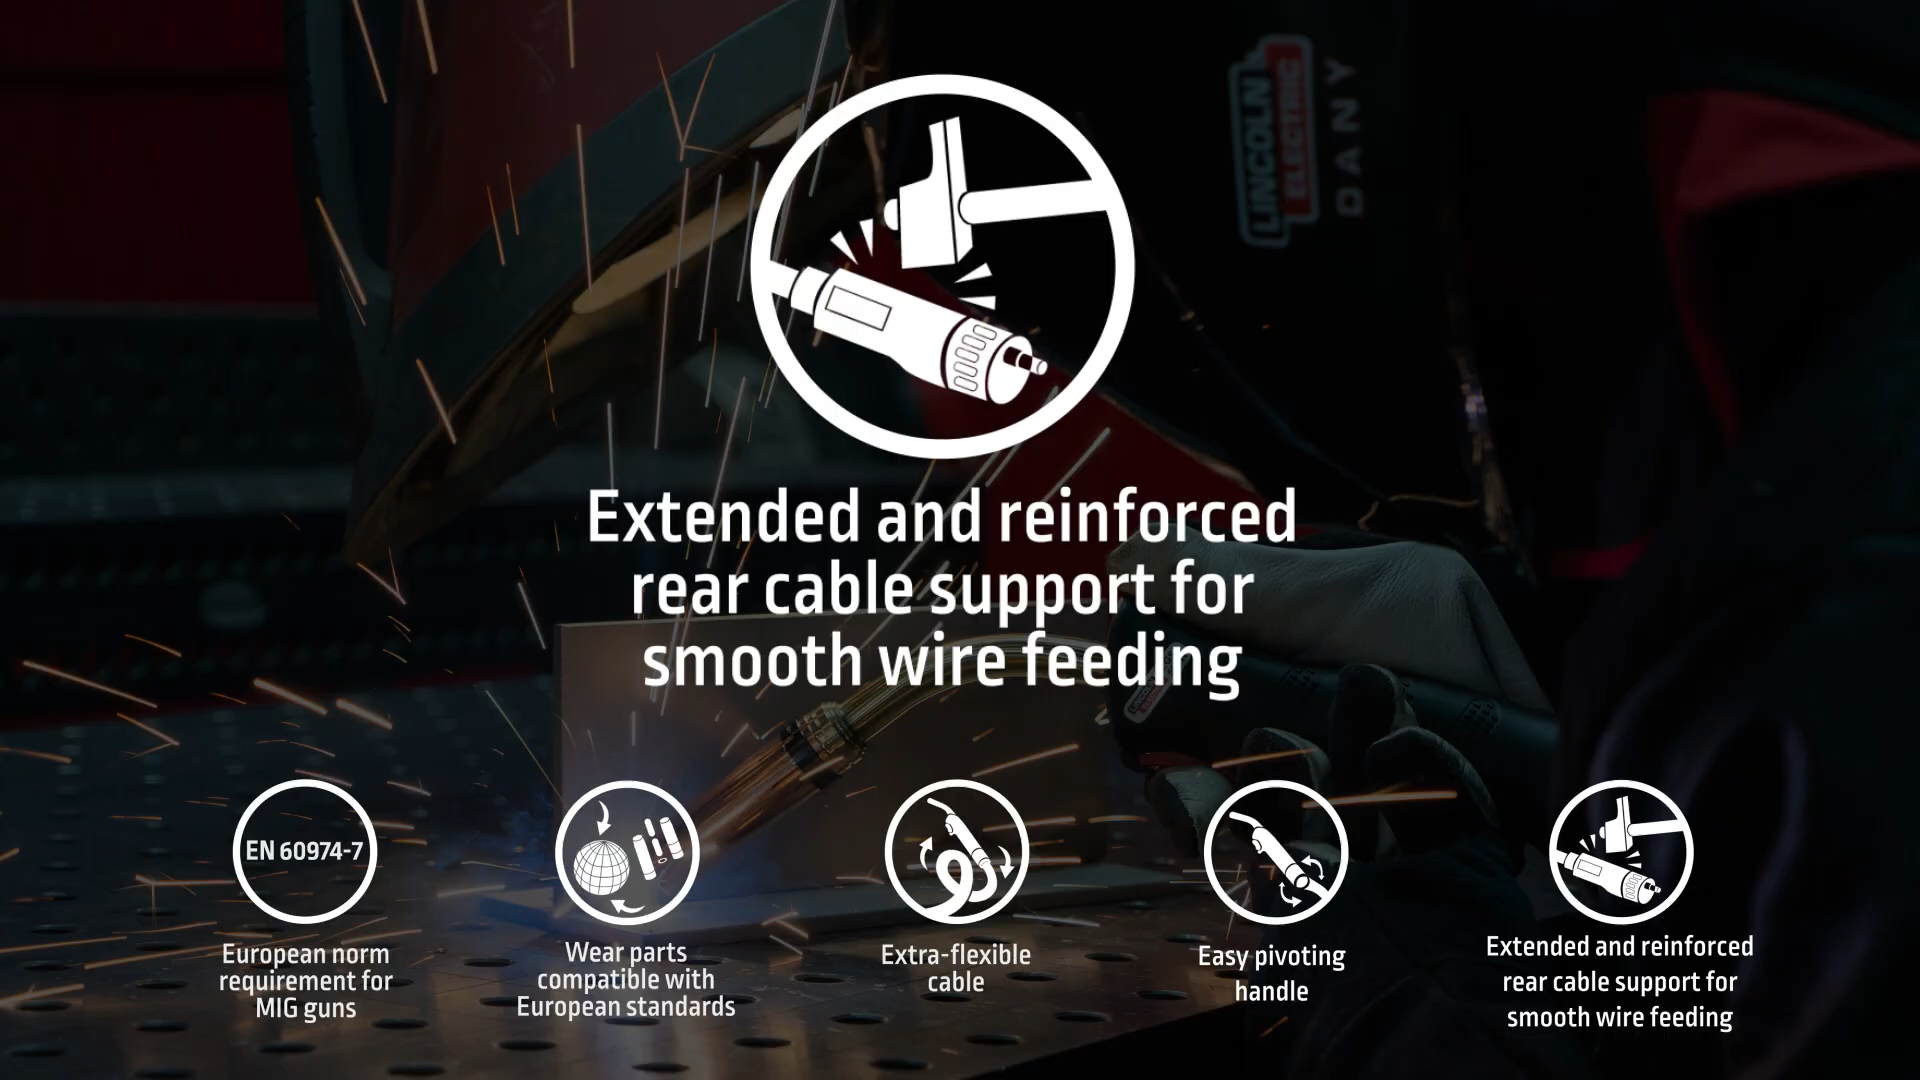 LINCOLN
ELECTRIC
DANY
Extended and reinforced
rear cable support for
smooth wire feeding
EN 60974-7
European norm
requirement for
MIG guns
Wear parts
compatible with
European standards
Extra-flexible
cable
Easy pivoting
handle
Extended and reinforced
rear cable support for
smooth wire feeding